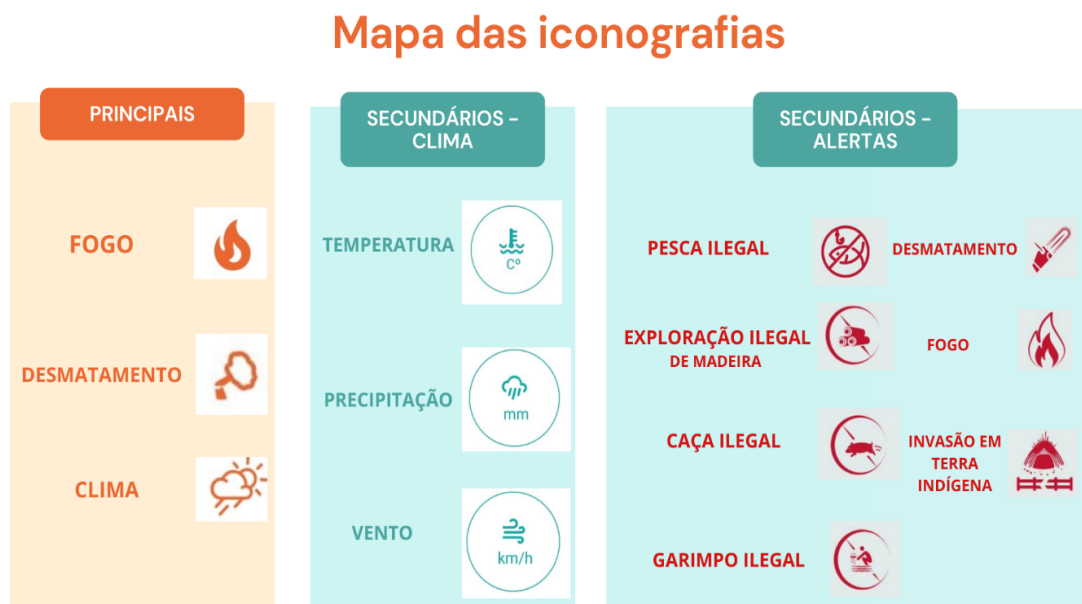 Mapa das iconografias
PRINCIPAIS
FOGO
DESMATAMENTO
CLIMA
SECUNDÁRIOS -
CLIMA
TEMPERATURA
Cº
PRECIPITAÇÃO
mm
VENTO
km/h
SECUNDÁRIOS -
ALERTAS
PESCA ILEGAL
EXPLORAÇÃO ILEGAL
DE MADEIRA
CAÇA ILEGAL
GARIMPO ILEGAL
DESMATAMENTO
FOGO
INVASÃO EM
TERRA
INDÍGENA